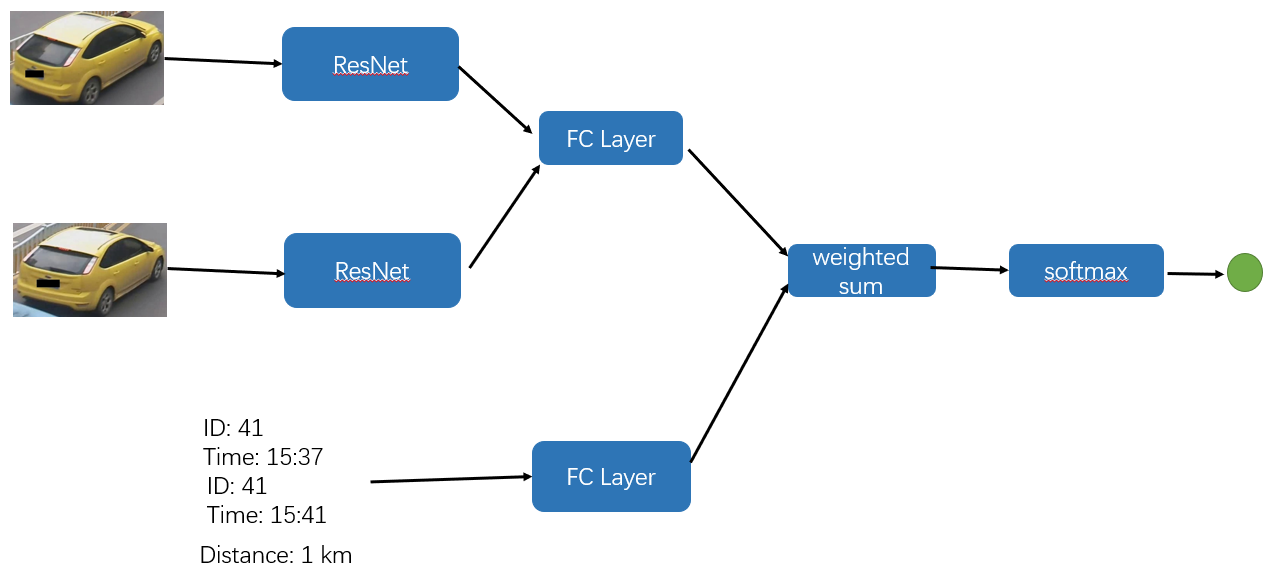 ResNet
FC Layer
ResNet
weighted
sum
softmax
ID: 41
Time: 15:37
ID: 41
Time: 15:41
FC Layer
Distance: 1 km